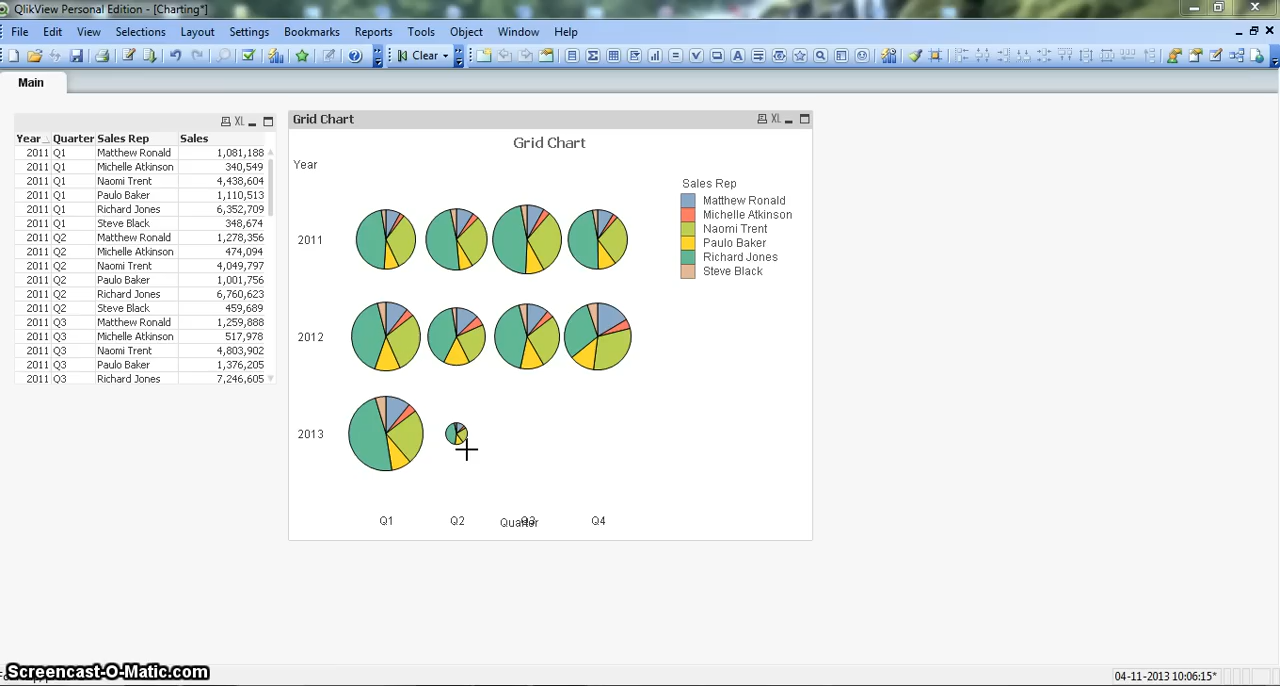 QlikView Personal Edition - [Charting*]
File Edit View Selections Layout Settings Bookmarks Reports Tools Object Window Help
Clear
Main
XL
Year Quarter Sales Rep Sales
2011 Q1 Matthew Ronald 1,081,188
2011 Q1 Michelle Atkinson 340,549
2011 Q1 Naomi Trent 4,438,604
2011 Q1 Paulo Baker 1,110,513
2011 Q1 Richard Jones 6,352,709
2011 Q1 Steve Black 348,674
2011 Q2 Matthew Ronald 1,278,356
2011 Q2 Michelle Atkinson 474,094
2011 Q2 Naomi Trent 4,049,797
2011 Q2 Paulo Baker 1,001,756
2011 Q2 Richard Jones 6,760,623
2011 Q2 Steve Black 459,689
2011 Q3 Matthew Ronald 1,259,888
2011 Q3 Michelle Atkinson 517,978
2011 Q3 Naomi Trent 4,803,902
2011 Q3 Paulo Baker 1,376,205
2011 Q3 Richard Jones 7,246,605
Grid Chart XL
Grid Chart
Year
Sales Rep
Matthew Ronald
Michelle Atkinson
Naomi Trent
Paulo Baker
Richard Jones
Steve Black
2011
2012
2013
Q1 Q2 Q3 Q4
Quarter
Screencast-O-Matic.com
04-11-2013 10:06:15*